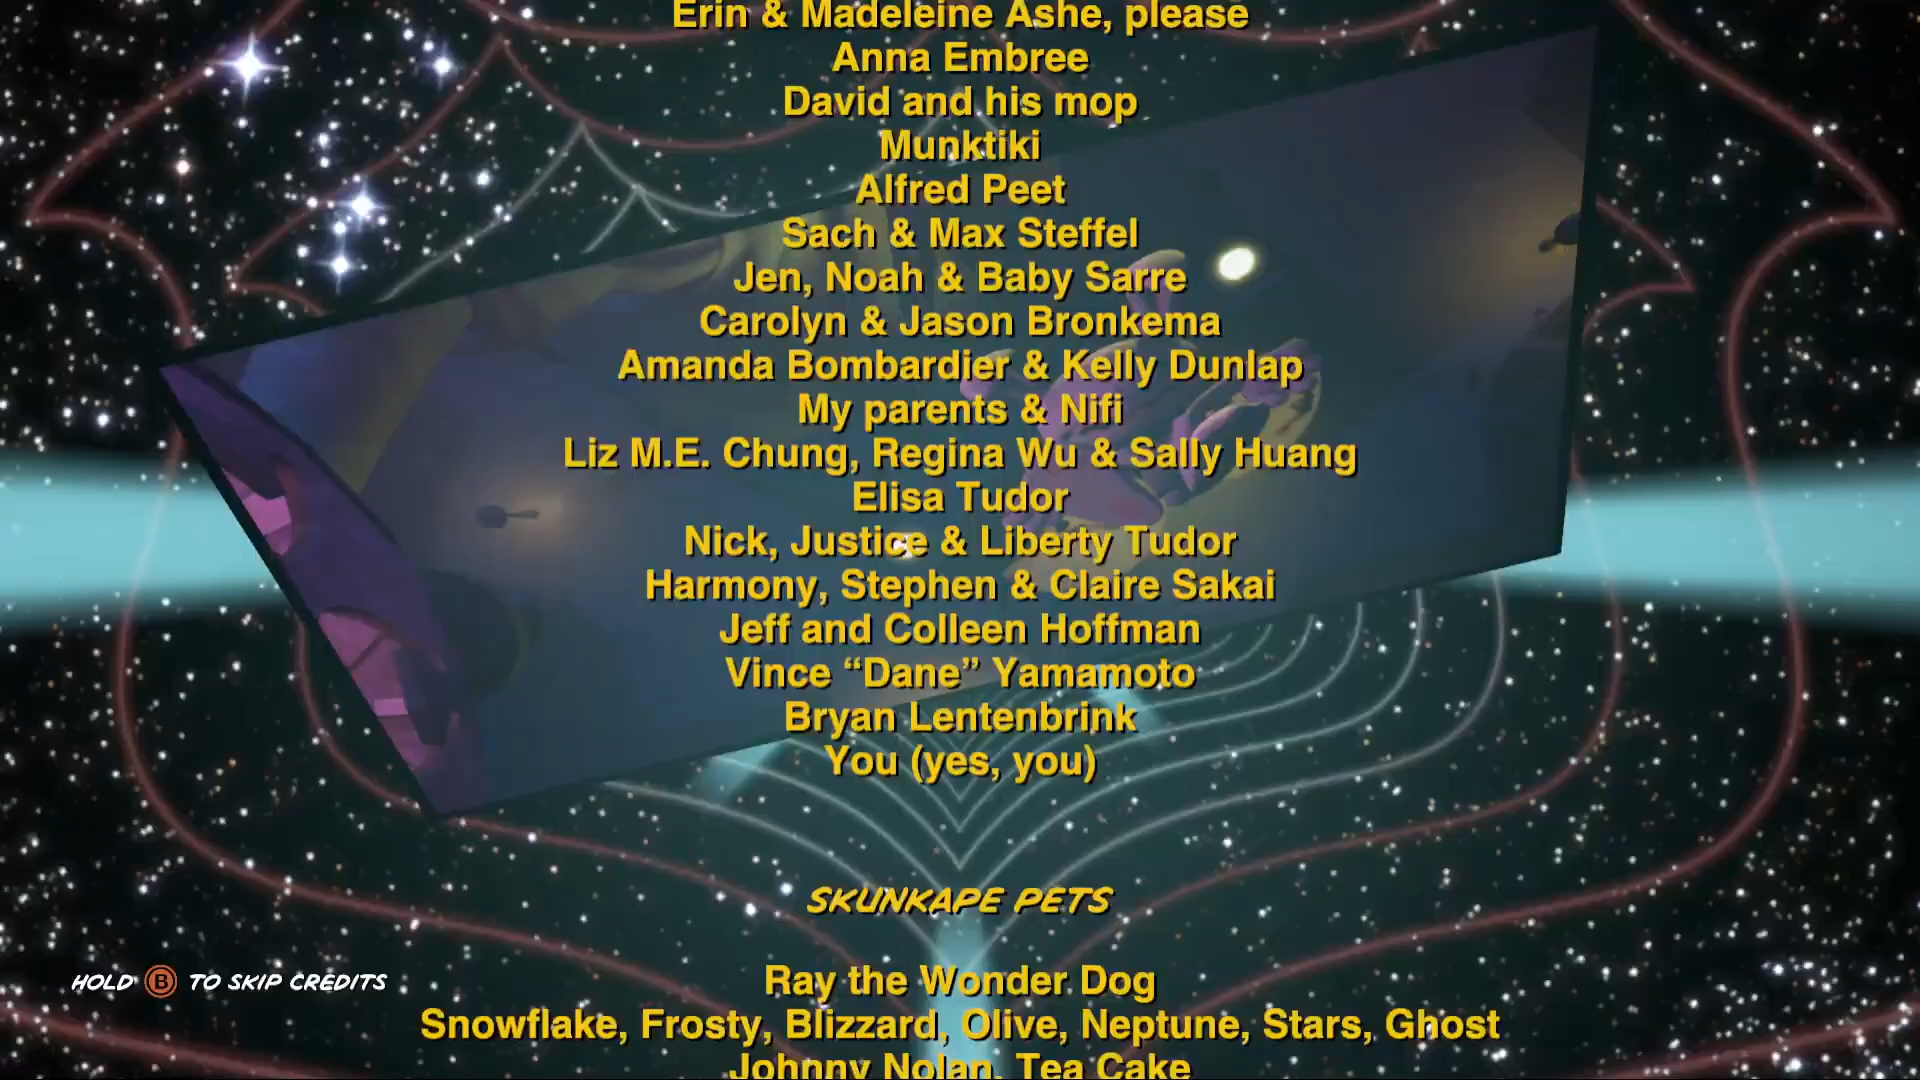 Erin & Madeleine Ashe, please
Anna Embree
David and his mop
Munktiki
Alfred Peet
Sach & Max Steffel
Jen, Noah & Baby Sarre
Carolyn & Jason Bronkema
Amanda Bombardier & Kelly Dunlap
My parents & Nifi
Liz M.E. Chung, Regina Wu & Sally Huang
Elisa Tudor
Nick, Justice & Liberty Tudor
Harmony, Stephen & Claire Sakai
Jeff and Colleen Hoffman
Vince “Dane” Yamamoto
Bryan Lentenbrink
You (yes, you)
SKUNKAPE PETS
HOLD B TO SKIP CREDITS
Ray the Wonder Dog
Snowflake, Frosty, Blizzard, Olive, Neptune, Stars, Ghost
Johnny Nolan, Tea Cake